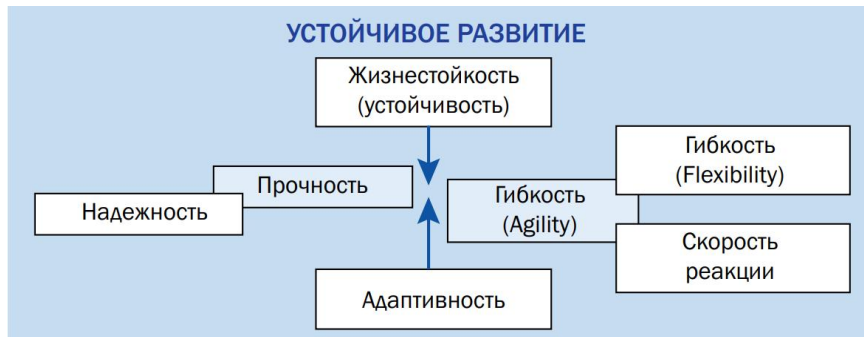 УСТОЙЧИВОЕ РАЗВИТИЕ
Жизнестойкость
(устойчивость)
Прочность
Надежность
Гибкость
(Agility)
Гибкость
(Flexibility)
Скорость
реакции
Адаптивность